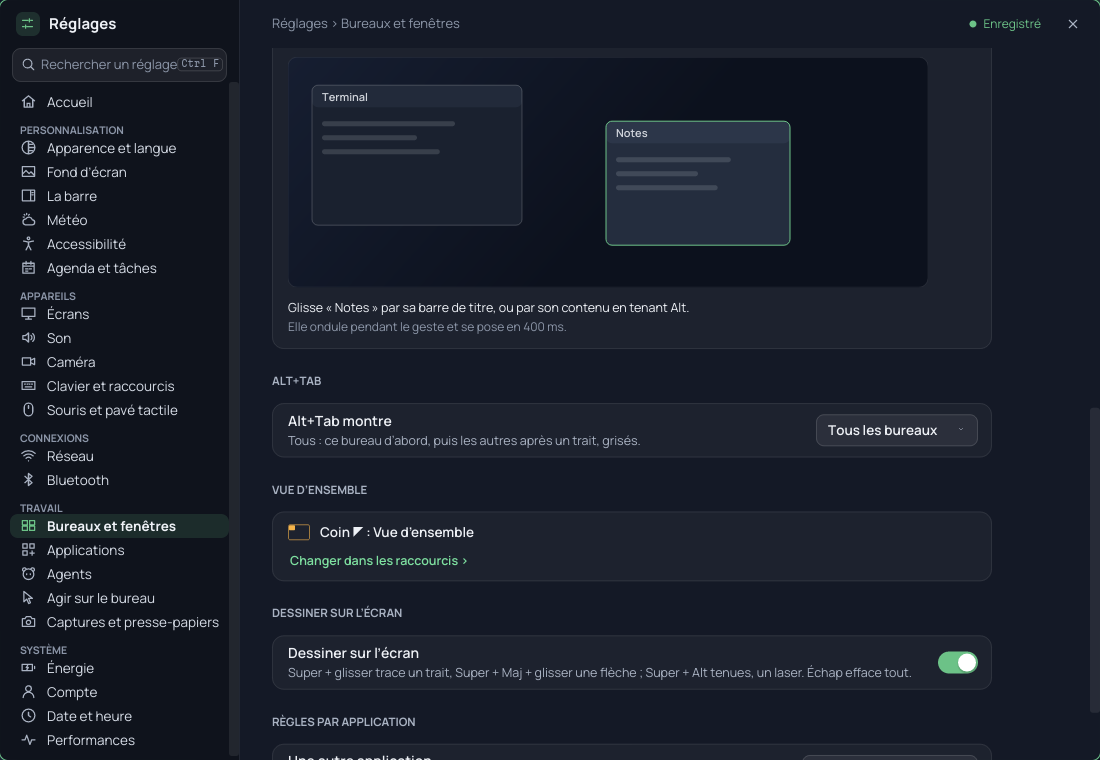 Réglages
Rechercher un réglage
Ctrl F
Accueil
PERSONNALISATION
Apparence et langue
Fond d'écran
La barre
Météo
Accessibilité
Agenda et tâches
APPAREILS
Écrans
Son
Caméra
Clavier et raccourcis
Souris et pavé tactile
CONNEXIONS
Réseau
Bluetooth
TRAVAIL
Bureaux et fenêtres
Applications
Agents
Agir sur le bureau
Captures et presse-papiers
SYSTÈME
Énergie
Compte
Date et heure
Performances
Réglages › Bureaux et fenêtres
Enregistré
Terminal
Notes
Glisse « Notes » par sa barre de titre, ou par son contenu en tenant Alt.
Elle ondule pendant le geste et se pose en 400 ms.
ALT+TAB
Alt+Tab montre
Tous : ce bureau d'abord, puis les autres après un trait, grisés.
Tous les bureaux
VUE D'ENSEMBLE
Coin ◤ : Vue d'ensemble
Changer dans les raccourcis ›
DESSINER SUR L'ÉCRAN
Dessiner sur l'écran
Super + glisser trace un trait, Super + Maj + glisser une flèche ; Super + Alt tenues, un laser. Échap efface tout.
RÈGLES PAR APPLICATION
Une autre application